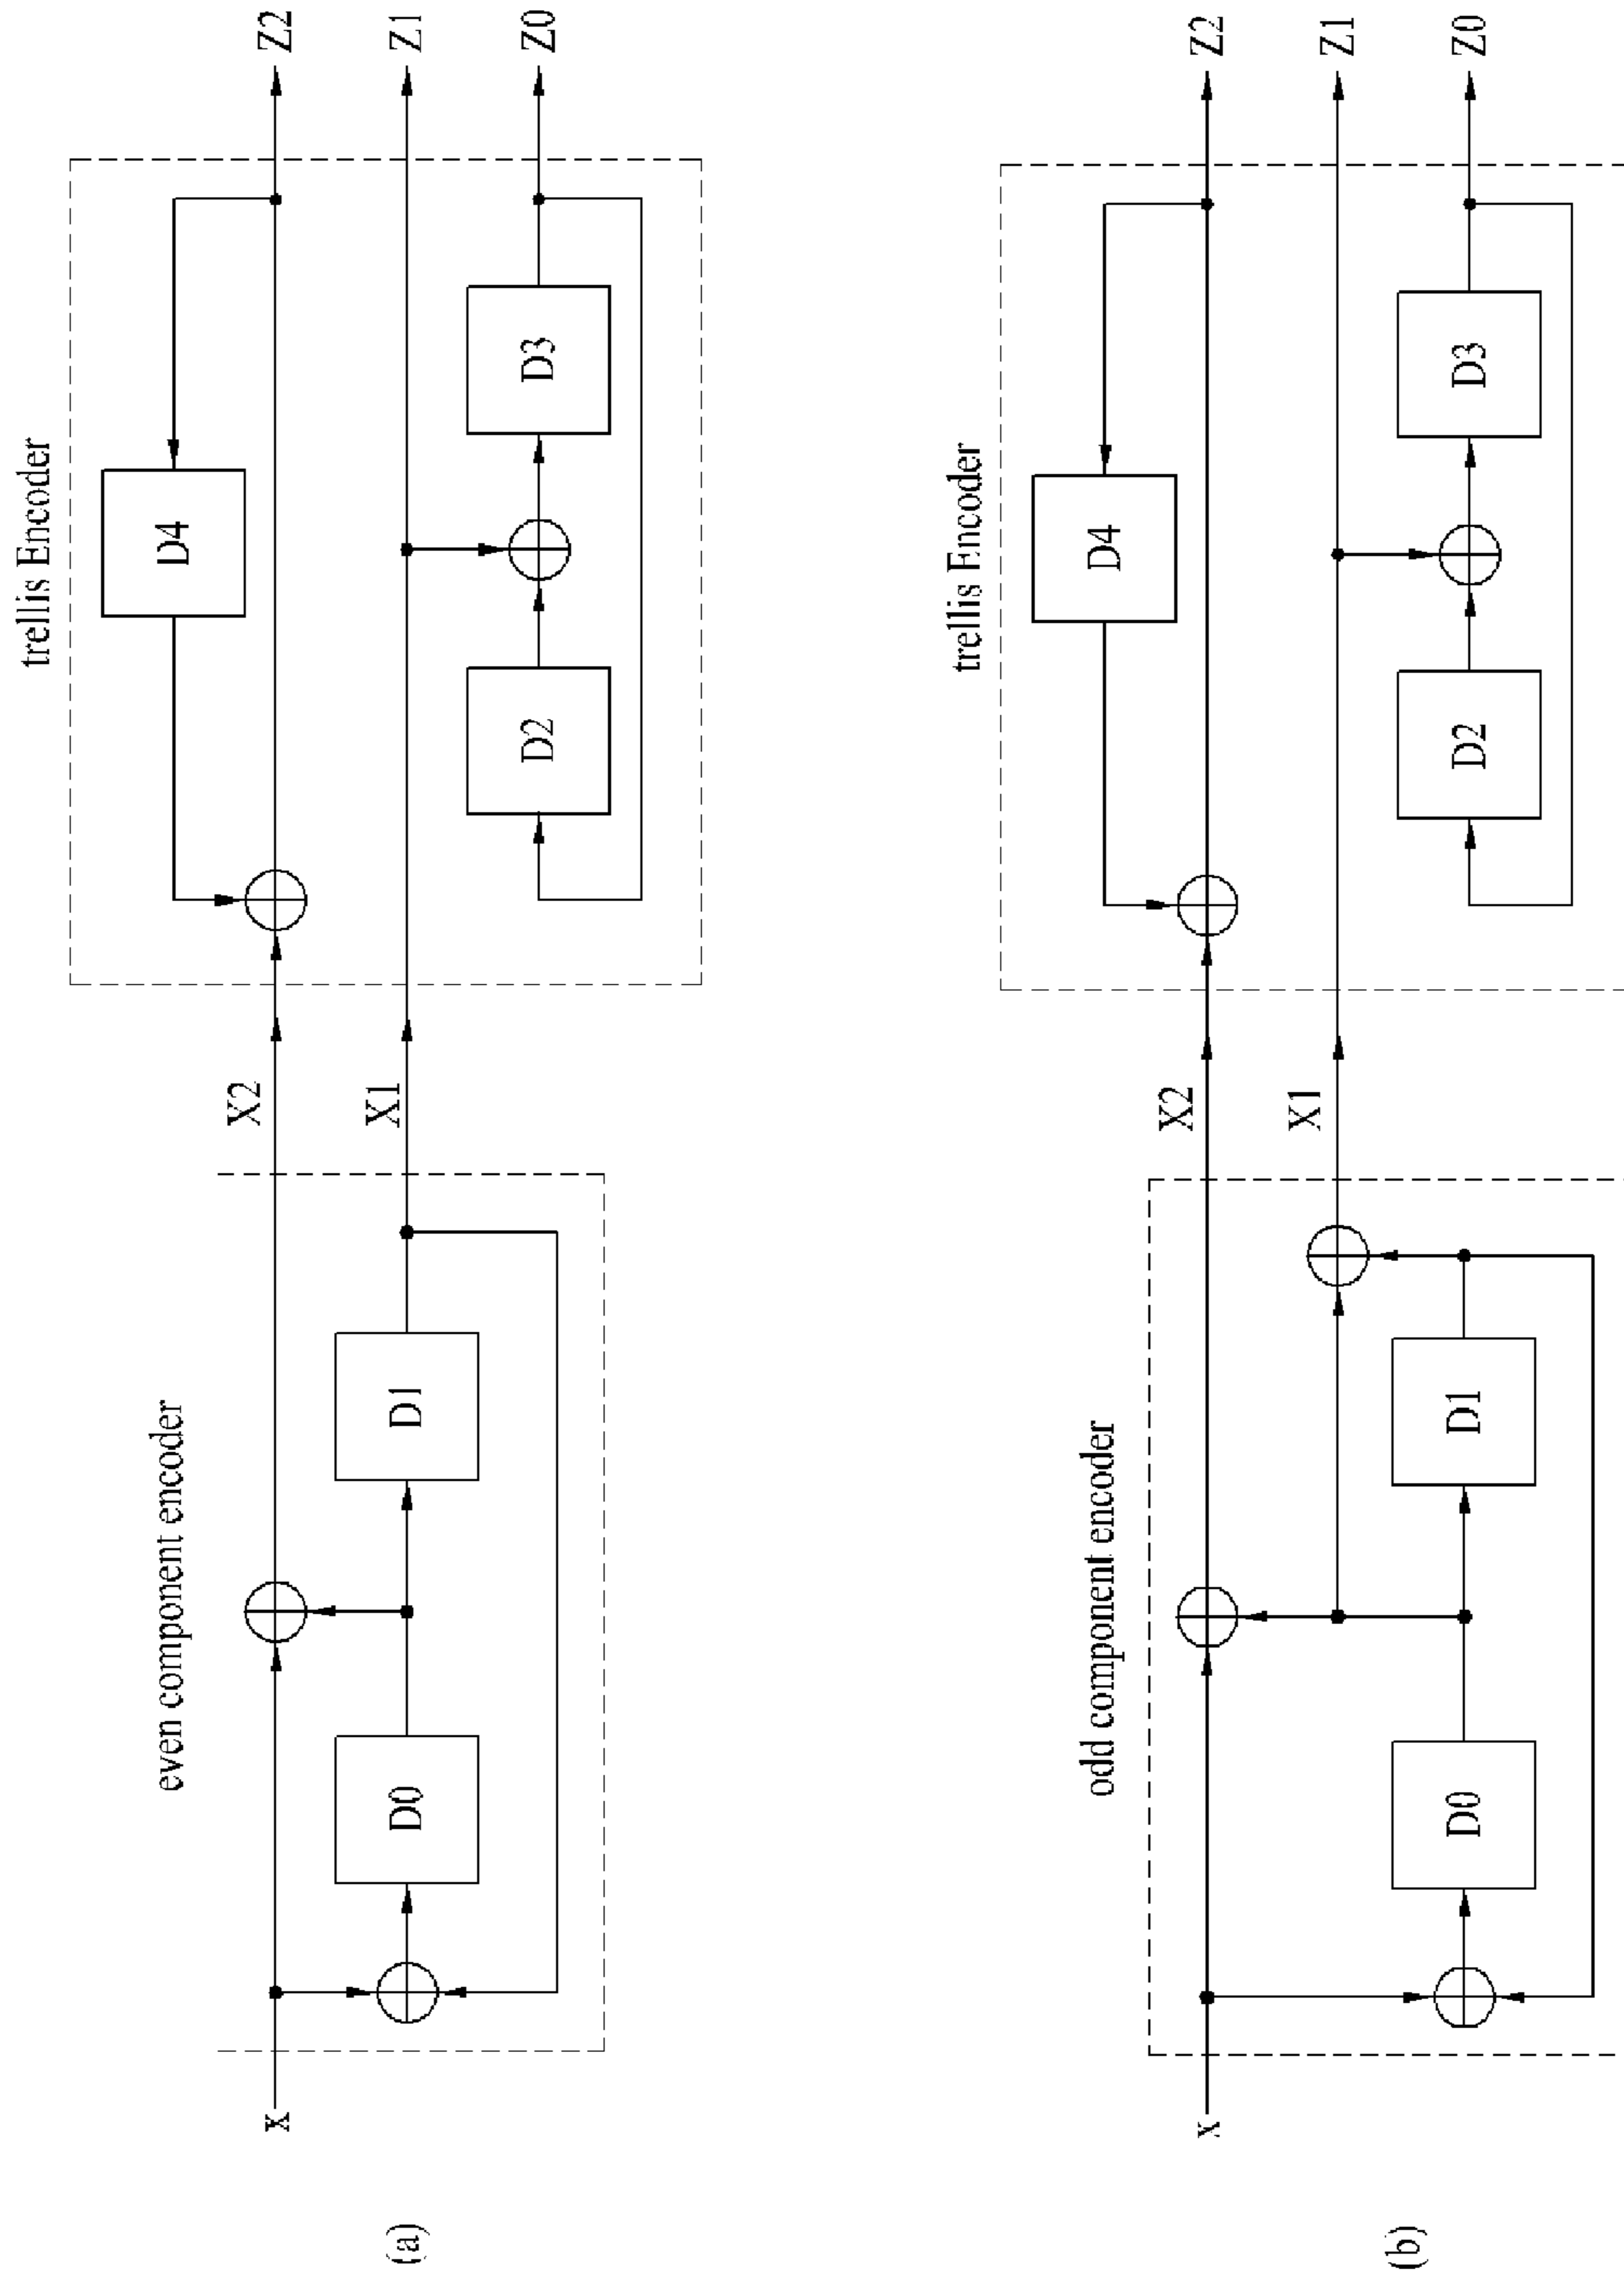 (a)
even component encoder
trellis Encoder
x
D0
D1
X2
X1
D4
D2
D3
Z2
Z1
Z0
(b)
odd component encoder
trellis Encoder
x
D0
D1
X2
X1
D4
D2
D3
Z2
Z1
Z0